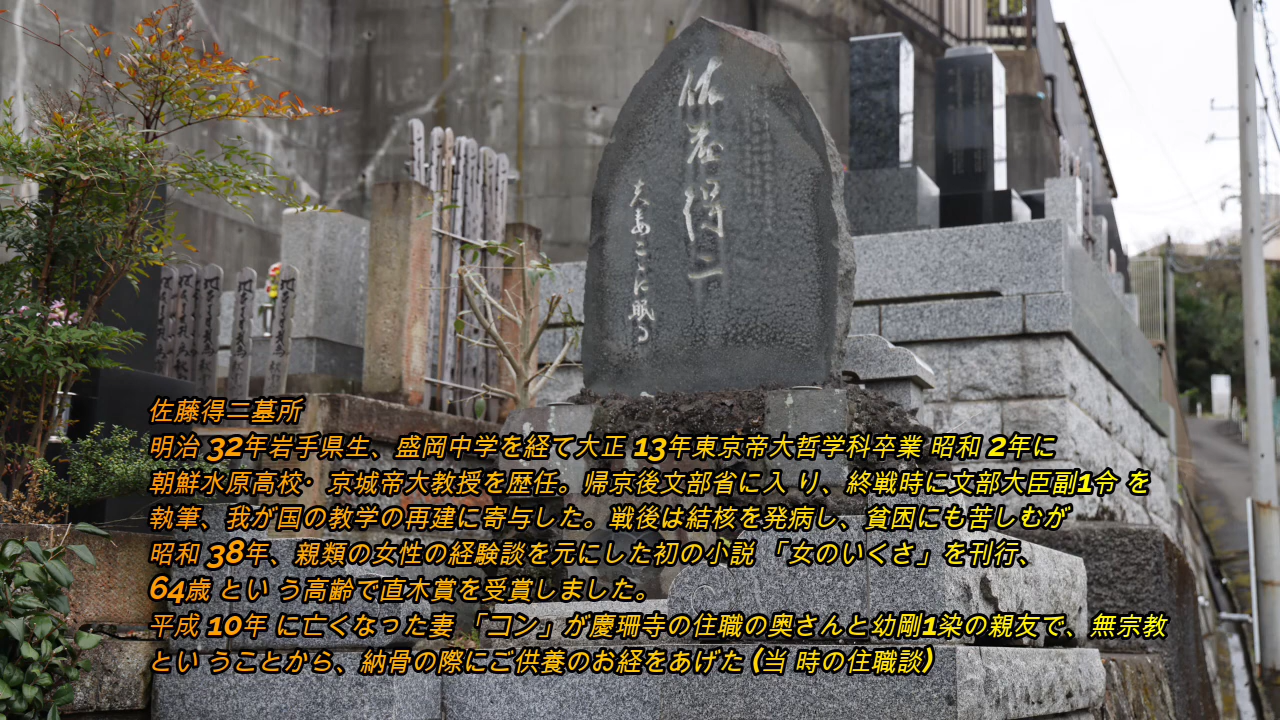 佐藤得二
夫妻ここに眠る
佐藤得二墓所
明治 32年岩手県生、盛岡中学を経て大正 13年東京帝大哲学科卒業 昭和 2年に
朝鮮水原高校・京城帝大教授を歴任。帰京後文部省に入 り、終戦時に文部大臣副1令 を
執筆、我が国の教学の再建に寄与した。戦後は結核を発病し、貧困にも苦しむが
昭和 38年、親類の女性の経験談を元にした初の小説 「女のいくさ」を刊行、
64歳 とい う高齢で直木賞を受賞しました。
平成 10年 に亡くなった妻 「コン」が慶珊寺の住職の奥さんと幼剛1染の親友で、無宗教
とい うことから、納骨の際にご供養のお経をあげた (当 時の住職談)